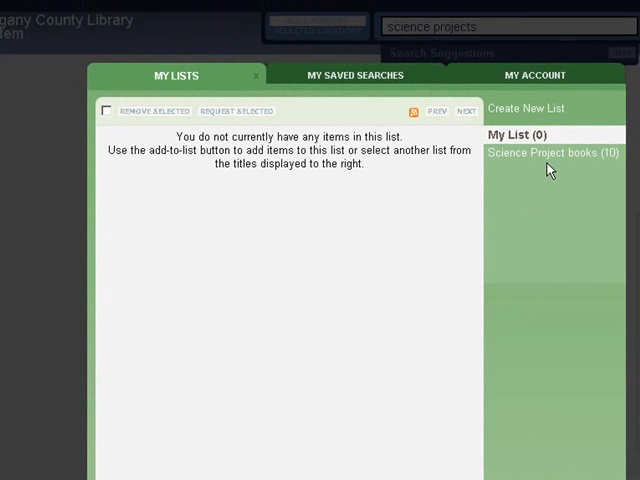 gany County Library
tem
SELECTED LOCATIONS
science projects
Search Suggestions
MY LISTS x
MY SAVED SEARCHES
MY ACCOUNT
REMOVE SELECTED
REQUEST SELECTED
PREV
NEXT
You do not currently have any items in this list.
Use the add-to-list button to add items to this list or select another list from
the titles displayed to the right.
Create New List
My List (0)
Science Project books (10)